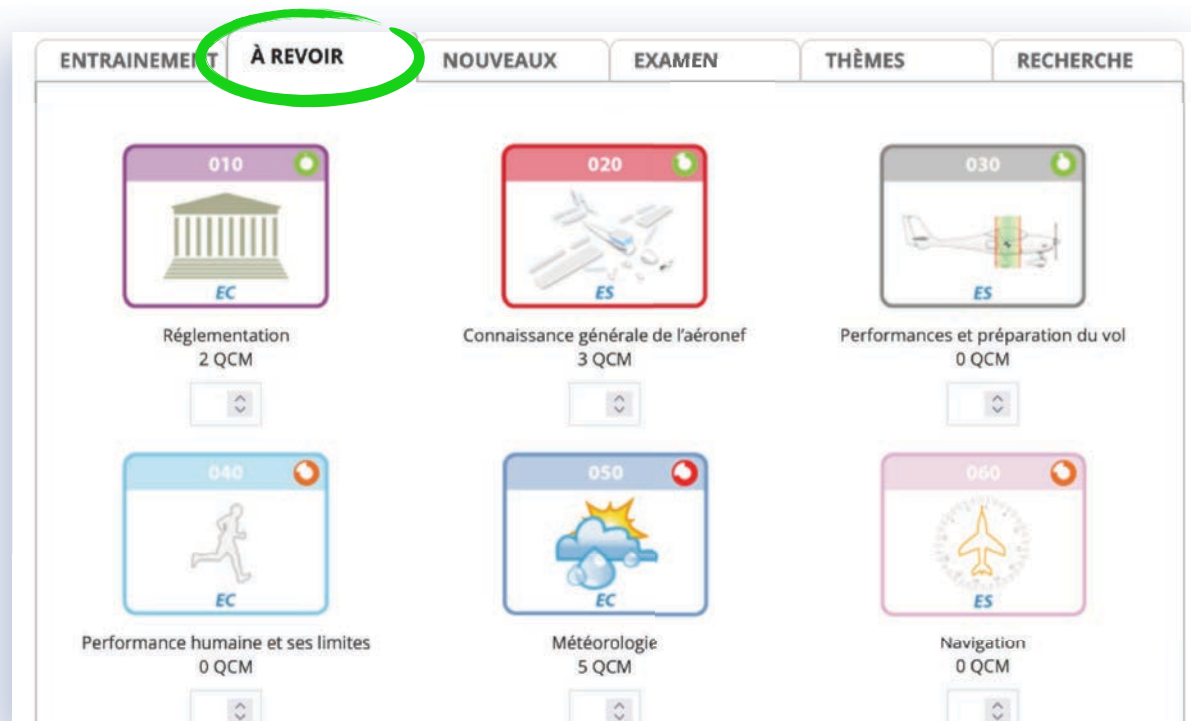 ENTRAINEMENT À REVOIR NOUVEAUX EXAMEN THÈMES RECHERCHE
010 020 030
EC ES ES
Réglementation Connaissance générale de l'aéronef Performances et préparation du vol
2 QCM 3 QCM 0 QCM
040 050 060
EC EC ES
Performance humaine et ses limites Météorologie Navigation
0 QCM 5 QCM 0 QCM